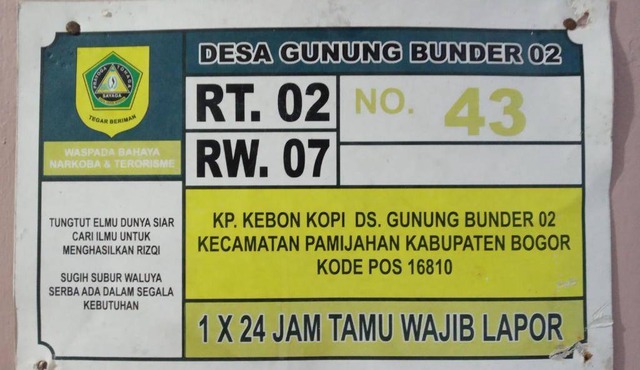 DESA GUNUNG BUNDER 02
TEGAR BERIMAN
WASPADA BAHAYA
NARKOBA & TERORISME
RT. 02
RW. 07
NO. 43
TUNGTUT ELMU DUNYA SIAR
CARI ILMU UNTUK
MENGHASILKAN RIZQI
SUGIH SUBUR WALUYA
SERBA ADA DALAM SEGALA
KEBUTUHAN
KP. KEBON KOPI DS. GUNUNG BUNDER 02
KECAMATAN PAMIJAHAN KABUPATEN BOGOR
KODE POS 16810
1 X 24 JAM TAMU WAJIB LAPOR